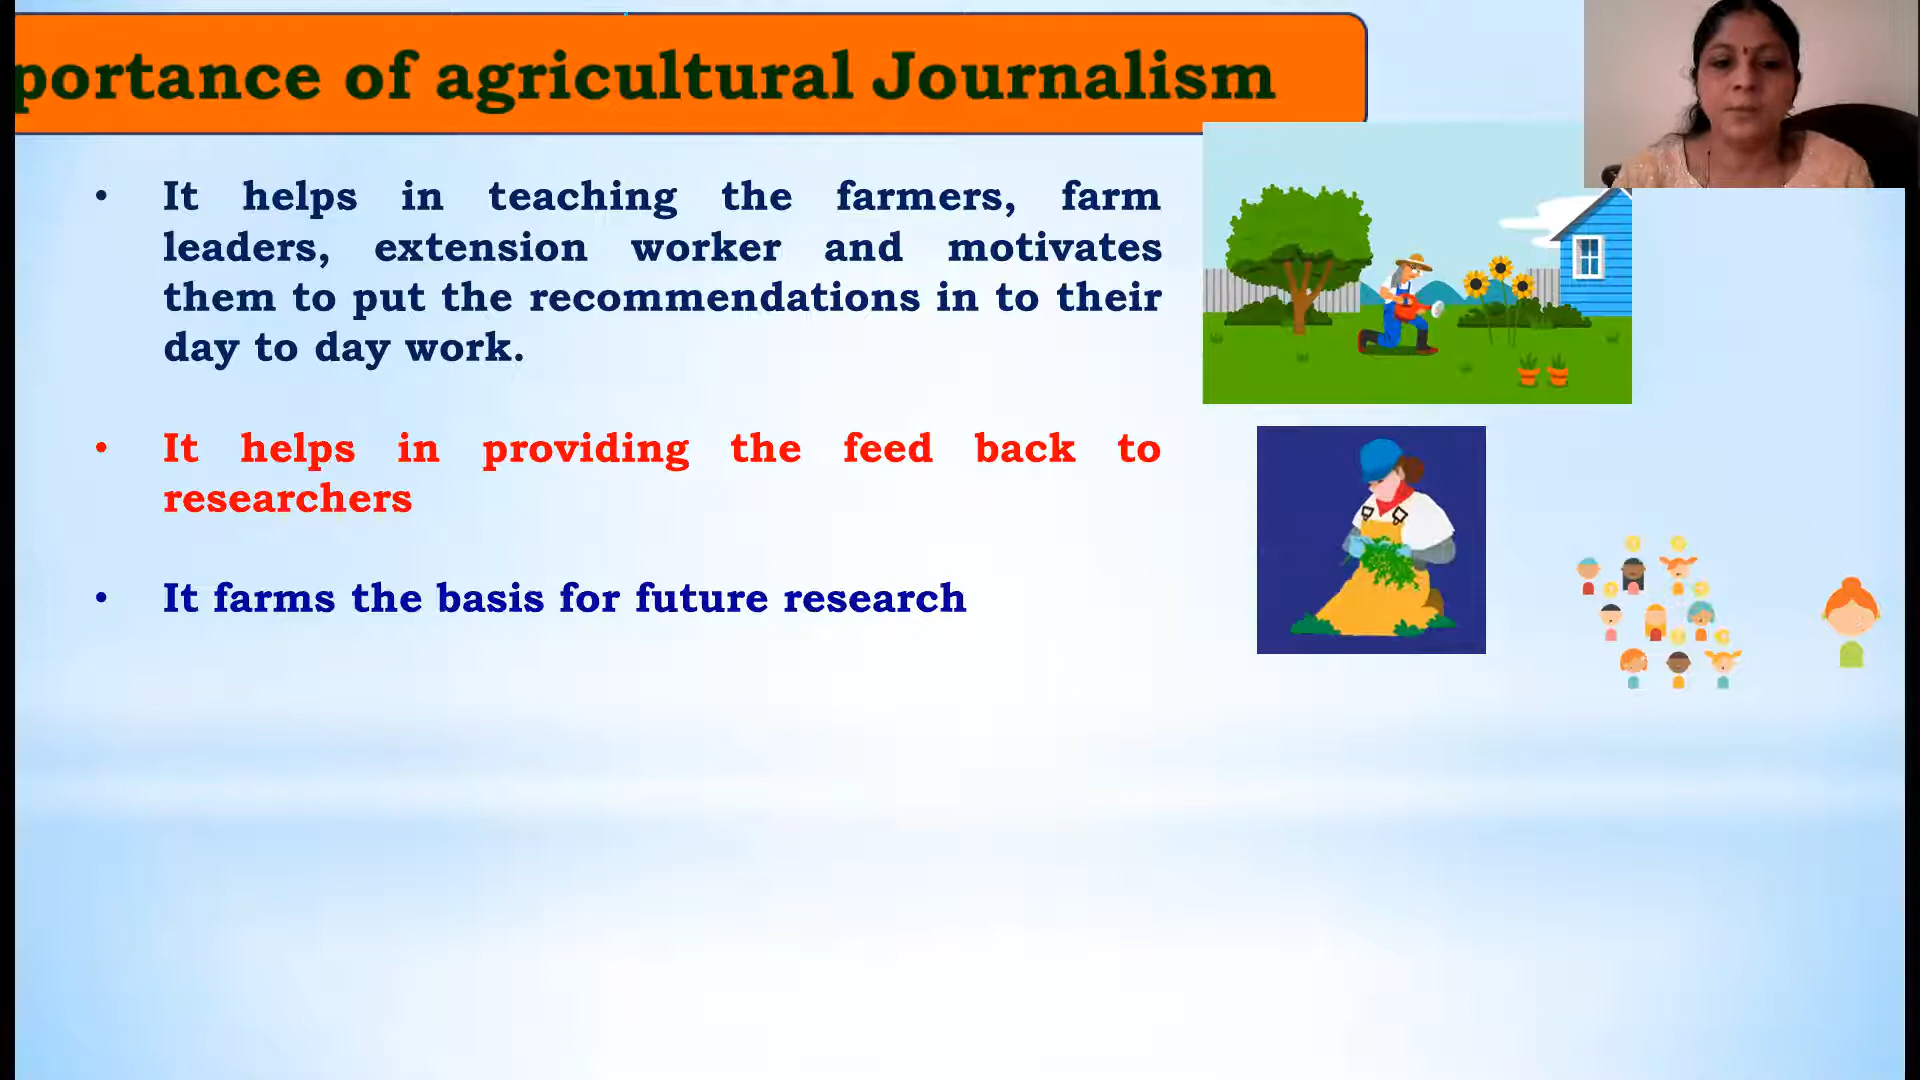 portance of agricultural Journalism
• It helps in teaching the farmers, farm
leaders, extension worker and motivates
them to put the recommendations in to their
day to day work.
• It helps in providing the feed back to
researchers
• It farms the basis for future research